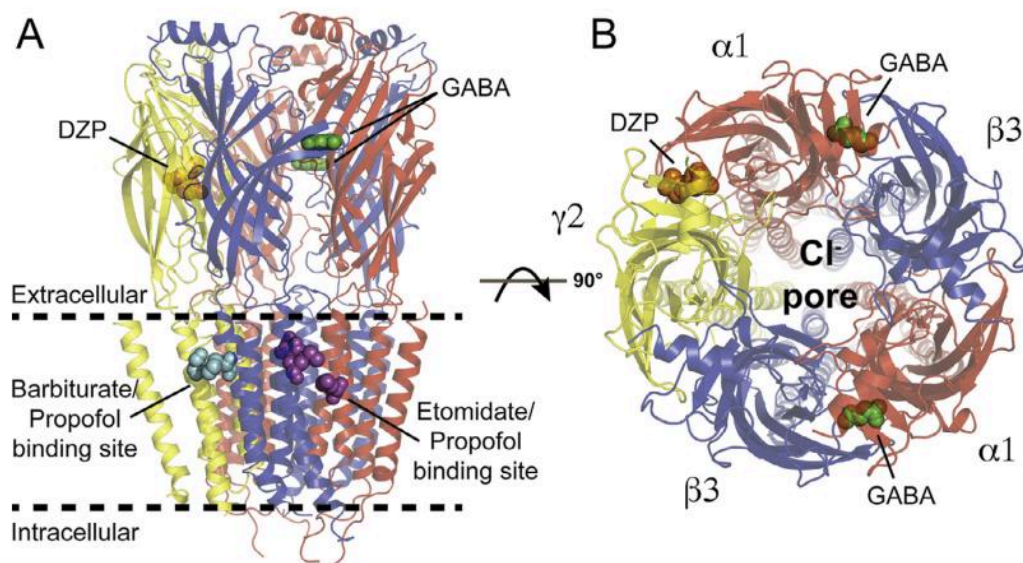 A
GABA
DZP
Extracellular
Barbiturate/
Propofol
binding site
Etomidate/
Propofol
binding site
Intracellular
90°
B
α1
GABA
DZP
β3
γ2
Cl-
pore
α1
β3
GABA